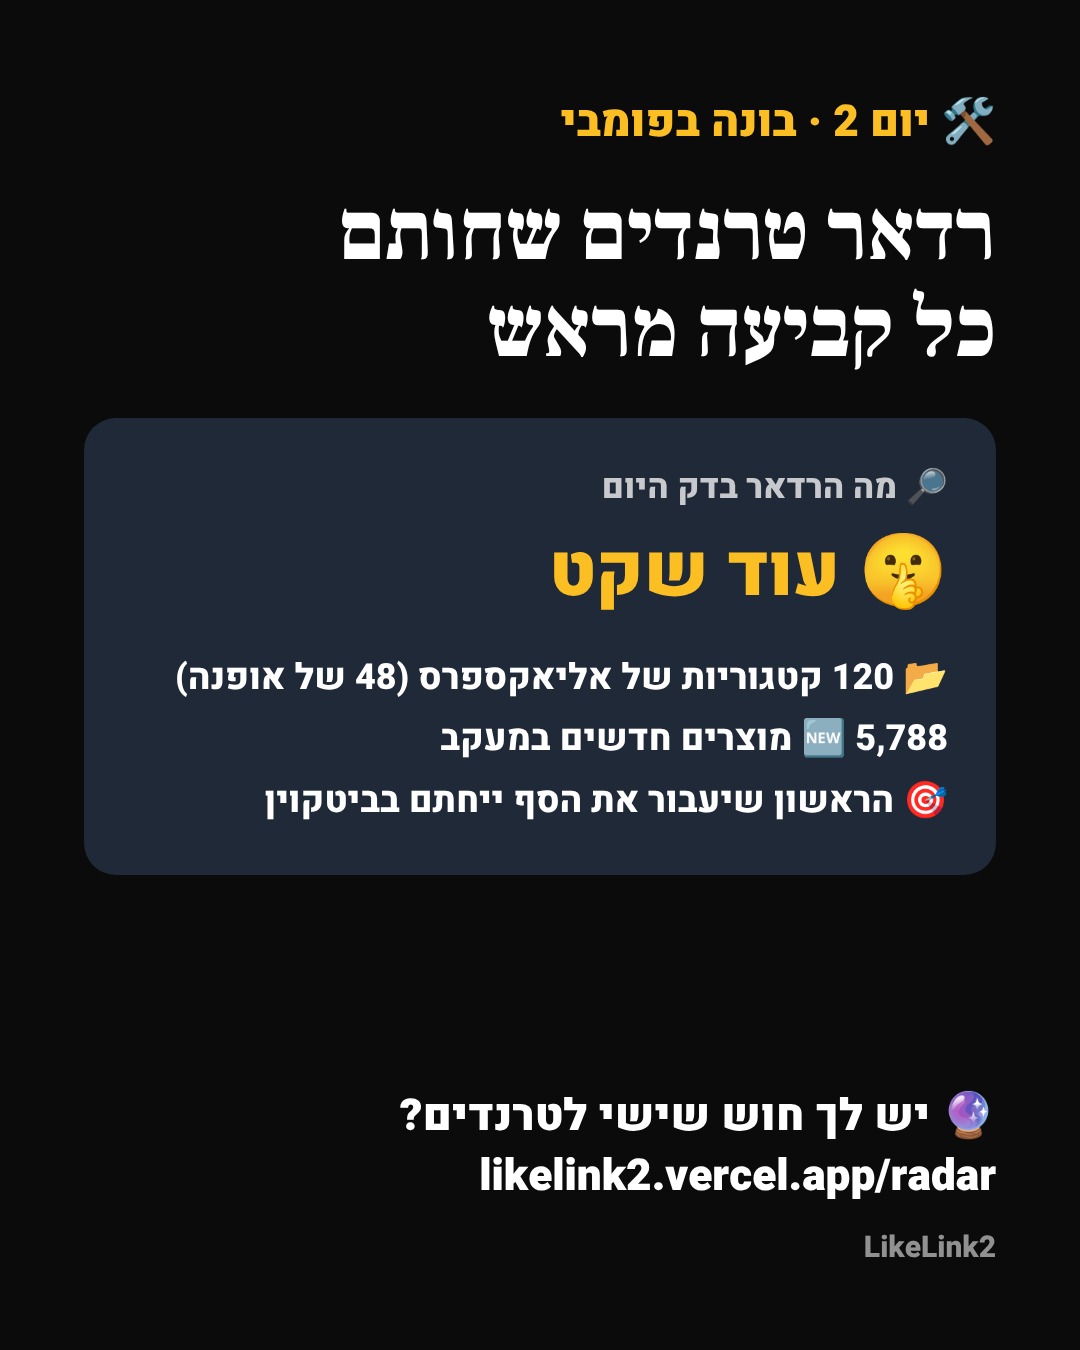 🛠️ יום 2 · בונה בפומבי
רדאר טרנדים שחותם
כל קביעה מראש
🔎 מה הרדאר בדק היום
🤫 עוד שקט
📂 120 קטגוריות של אליאקספרס (48 של אופנה)
5,788 🆕 מוצרים חדשים במעקב
🎯 הראשון שיעבור את הסף ייחתם בביטקוין
🔮 יש לך חוש שישי לטרנדים?
likelink2.vercel.app/radar
LikeLink2